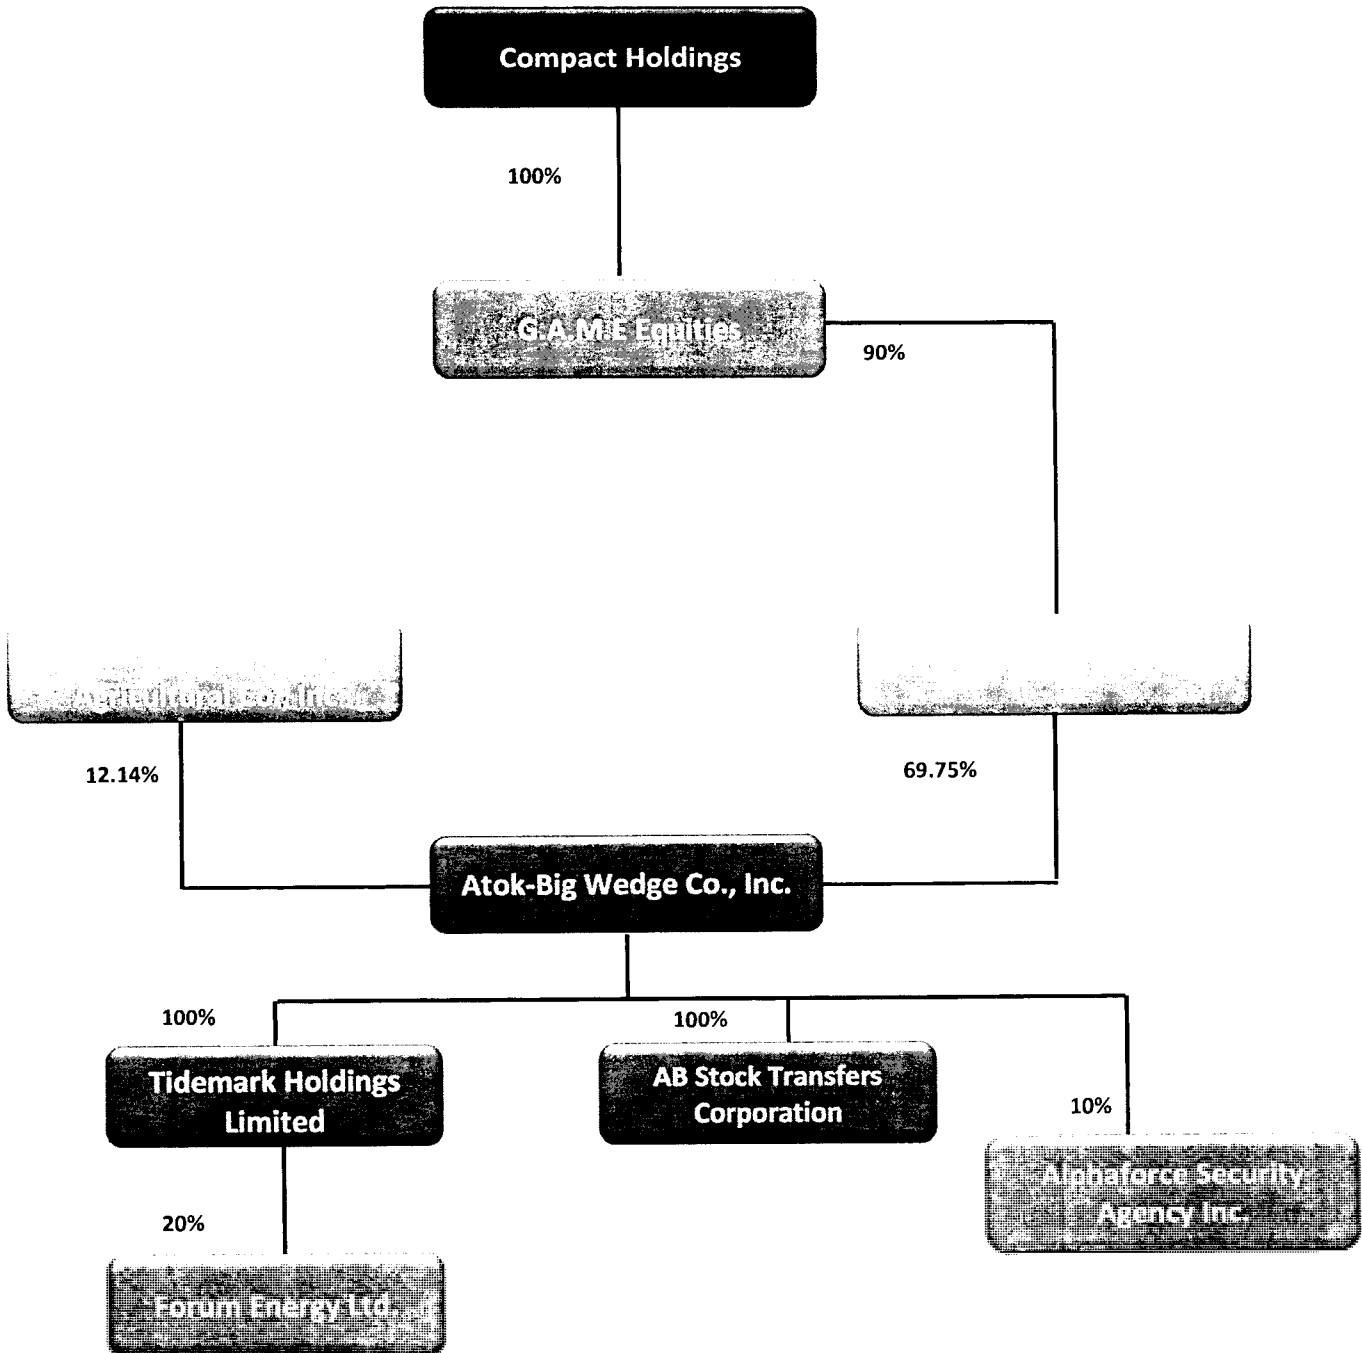 Compact Holdings
100%
G.A.M.E Equities
90%
Agricultural Co., Inc.
12.14%
69.75%
Atok-Big Wedge Co., Inc.
100%
100%
Tidemark Holdings
Limited
AB Stock Transfers
Corporation
10%
Alphaforce Security
Agency Inc.
20%
Forum Energy Ltd.